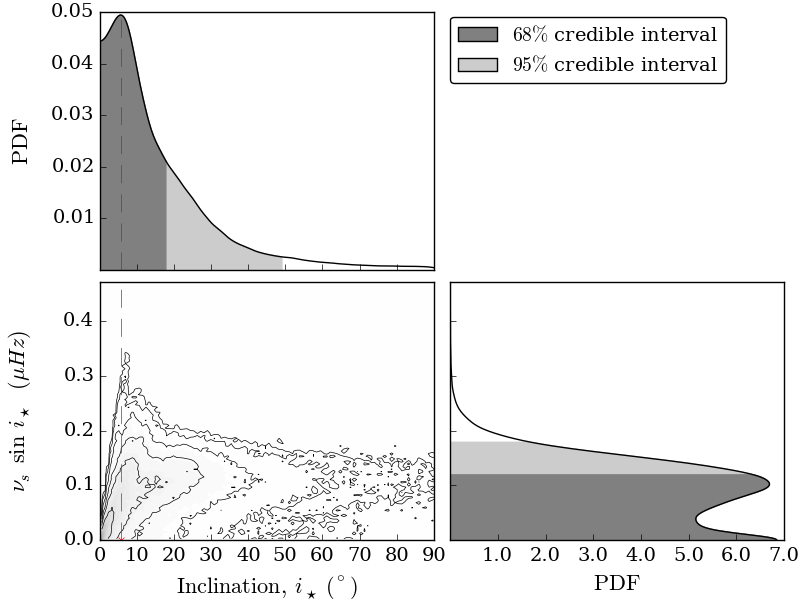 0.05
0.04
0.03
0.02
0.01
PDF
68% credible interval
95% credible interval
0.4
0.3
0.2
0.1
0.0
ν_s sin i_⋆ (μHz)
0 10 20 30 40 50 60 70 80 90
Inclination, i_⋆ (°)
1.0 2.0 3.0 4.0 5.0 6.0 7.0
PDF